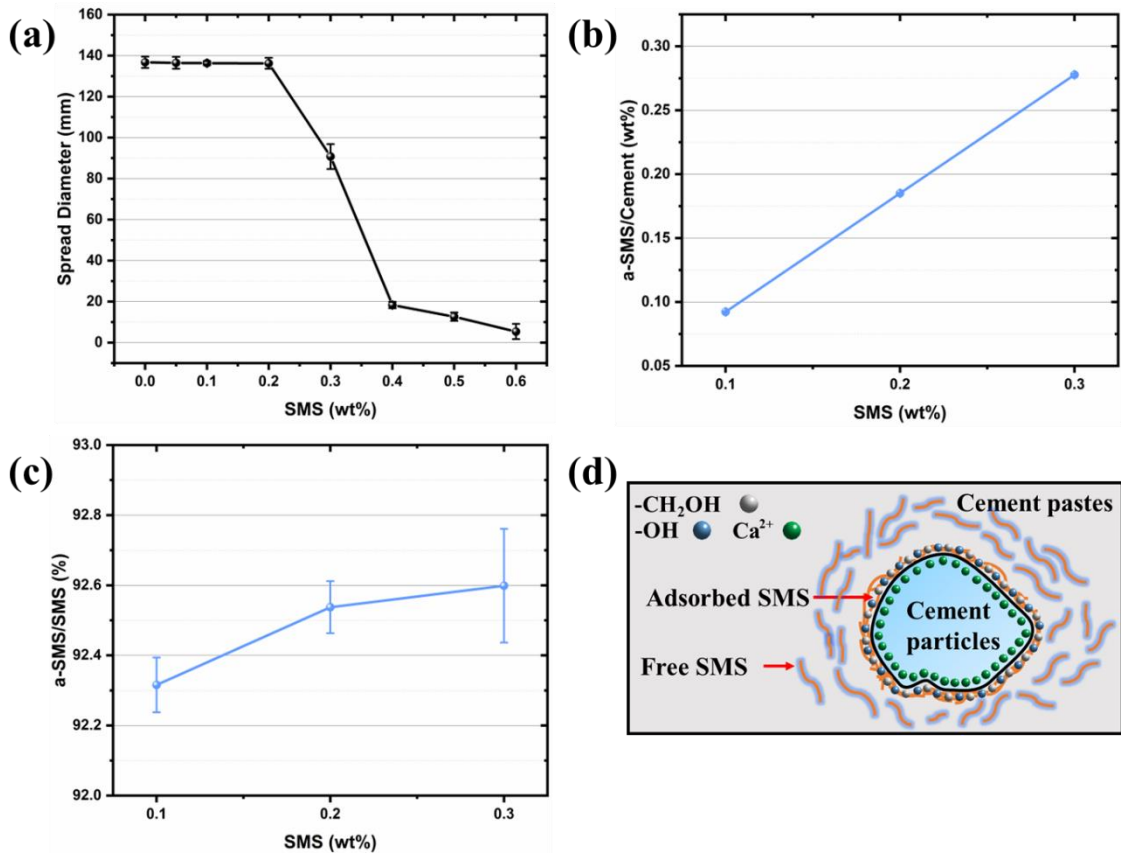 (a)
160
140
120
100
80
60
40
20
0
Spread Diameter (mm)
0.0 0.1 0.2 0.3 0.4 0.5 0.6
SMS (wt%)
(b)
0.30
0.25
0.20
0.15
0.10
0.05
a-SMS/Cement (wt%)
0.1 0.2 0.3
SMS (wt%)
(c)
93.0
92.8
92.6
92.4
92.2
92.0
a-SMS/SMS (%)
0.1 0.2 0.3
SMS (wt%)
(d)
-CH₂OH Cement pastes
-OH Ca²⁺
Adsorbed SMS
Cement
particles
Free SMS